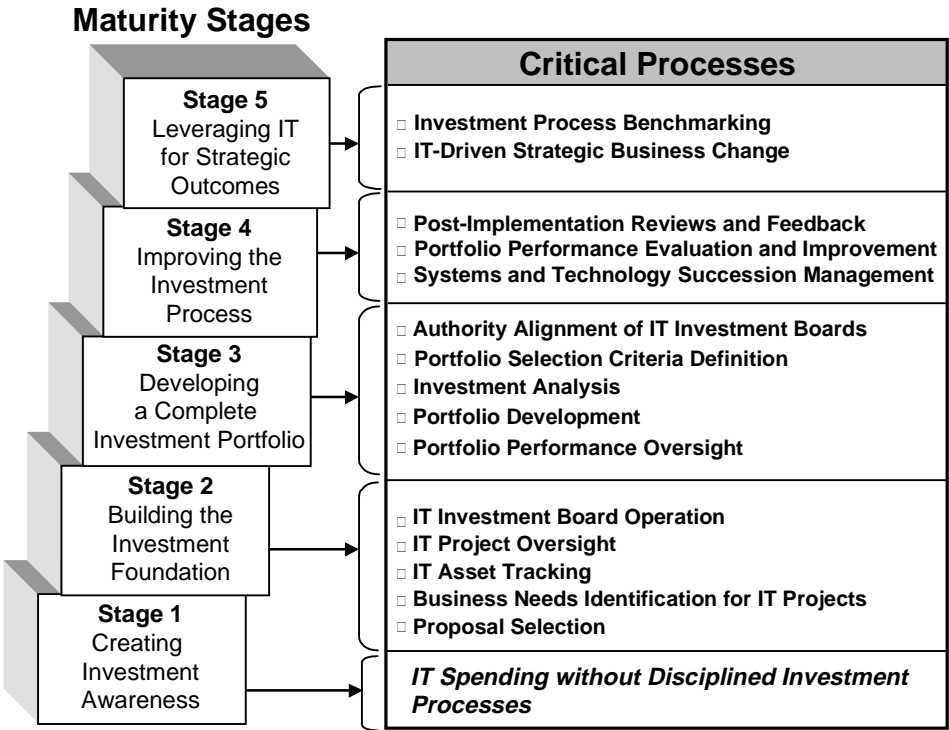 Maturity Stages
Critical Processes
Stage 5
Leveraging IT
for Strategic
Outcomes
Investment Process Benchmarking
IT-Driven Strategic Business Change
Stage 4
Improving the
Investment
Process
Post-Implementation Reviews and Feedback
Portfolio Performance Evaluation and Improvement
Systems and Technology Succession Management
Stage 3
Developing
a Complete
Investment Portfolio
Authority Alignment of IT Investment Boards
Portfolio Selection Criteria Definition
Investment Analysis
Portfolio Development
Portfolio Performance Oversight
Stage 2
Building the
Investment
Foundation
IT Investment Board Operation
IT Project Oversight
IT Asset Tracking
Business Needs Identification for IT Projects
Proposal Selection
Stage 1
Creating
Investment
Awareness
IT Spending without Disciplined Investment
Processes